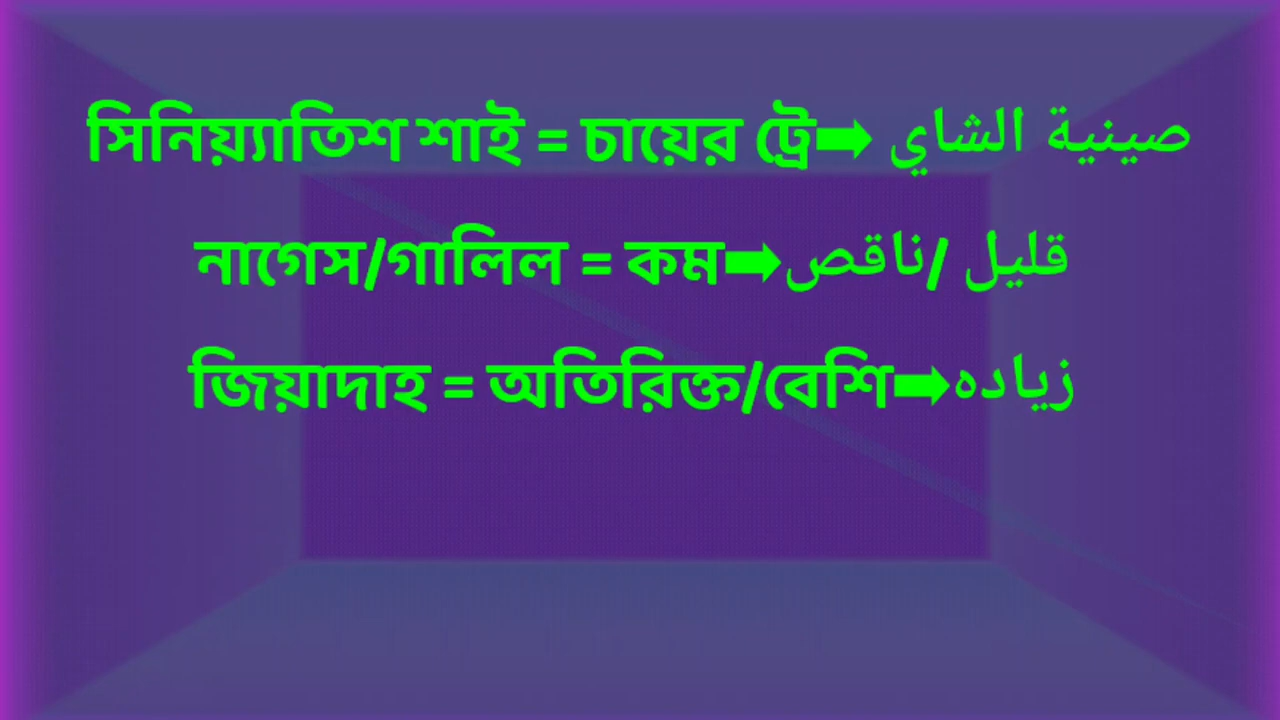 সিনিয়্যাতিশ শাই = চায়ের ট্রে➡ صينية الشاي
নাগেস/গালিল = কম➡قليل /ناقص
জিয়াদাহ = অতিরিক্ত/বেশি➡زياده